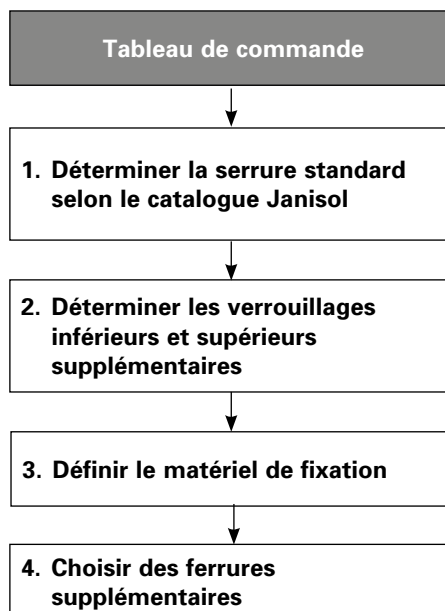 Tableau de commande
1. Déterminer la serrure standard
selon le catalogue Janisol
2. Déterminer les verrouillages
inférieurs et supérieurs
supplémentaires
3. Définir le matériel de fixation
4. Choisir des ferrures
supplémentaires